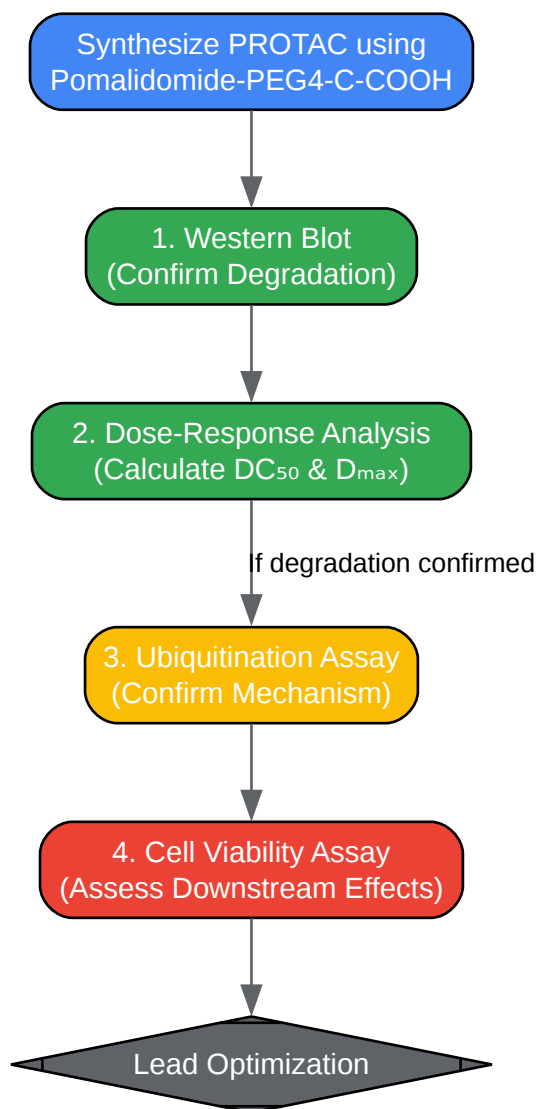 Synthesize PROTAC using
Pomalidomide-PEG4-C-COOH
1. Western Blot
(Confirm Degradation)
2. Dose-Response Analysis
(Calculate DC₅₀ & Dₘₐₓ)
If degradation confirmed
3. Ubiquitination Assay
(Confirm Mechanism)
4. Cell Viability Assay
(Assess Downstream Effects)
Lead Optimization